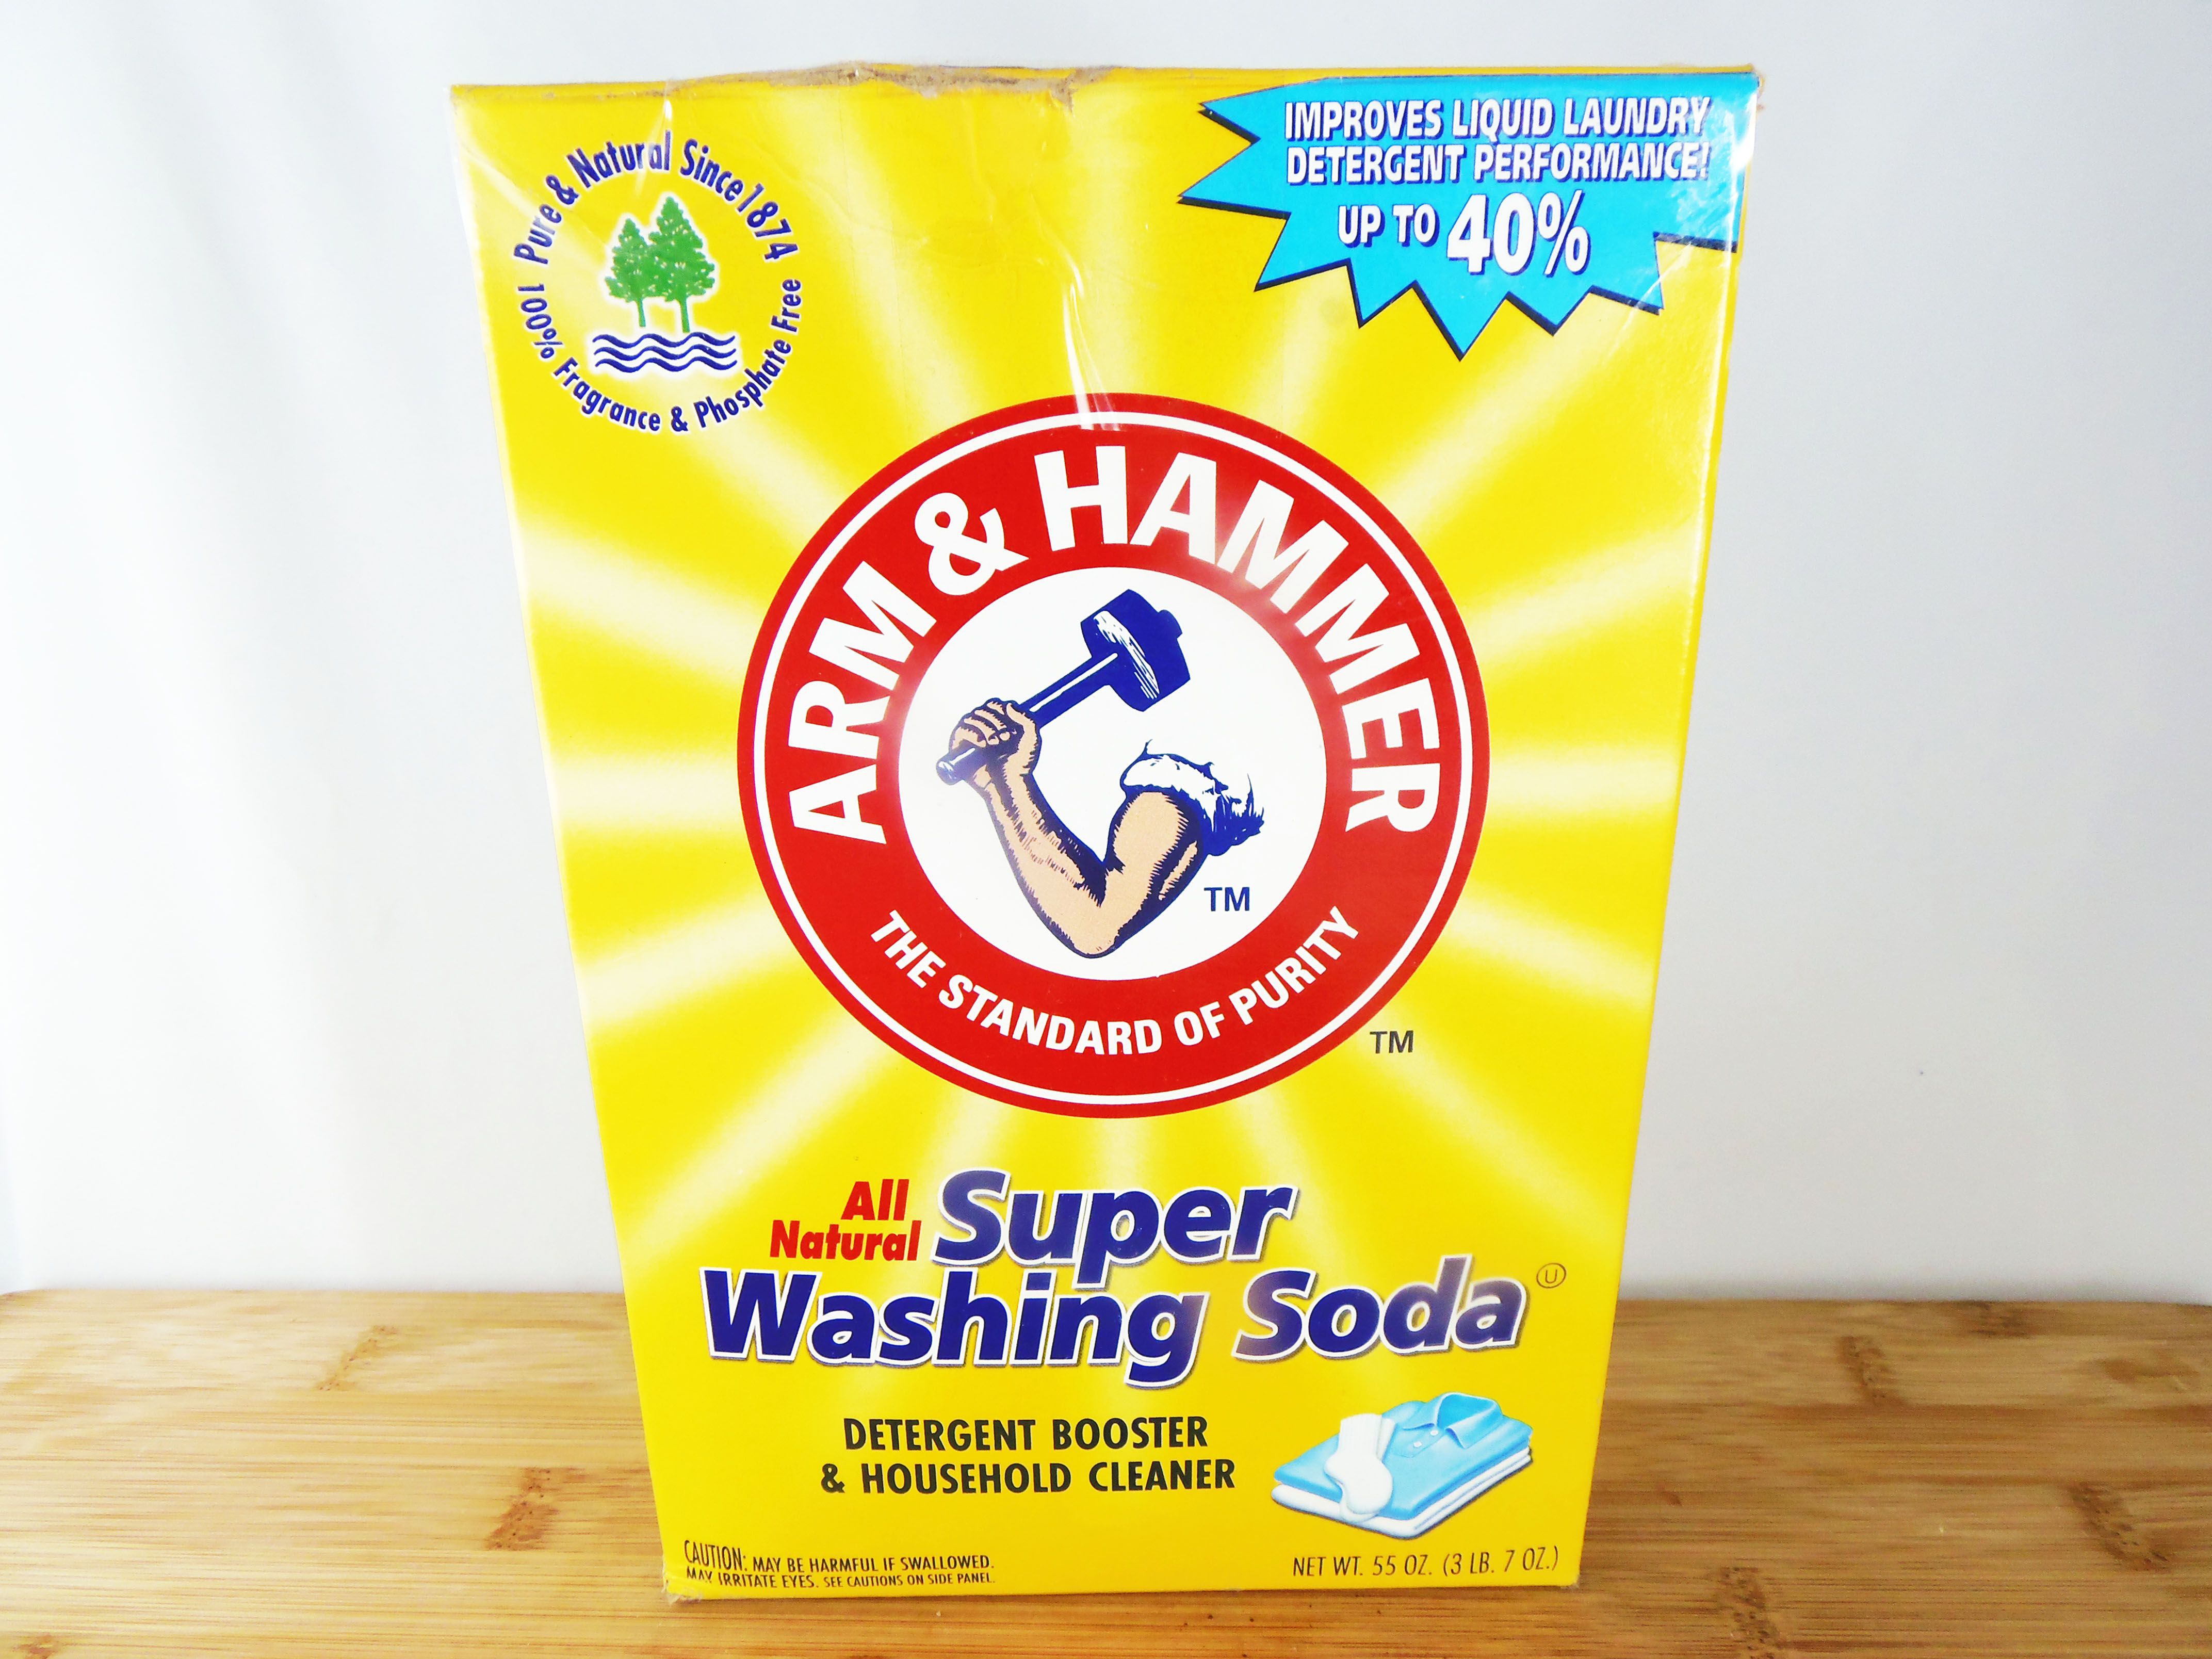 Pure & Natural Since 1874
100% Fragrance & Phosphate Free
IMPROVES LIQUID LAUNDRY
DETERGENT PERFORMANCE!
UP TO 40%
ARM & HAMMER
TM
THE STANDARD OF PURITY
TM
All
Natural
Super
Washing Soda
U
DETERGENT BOOSTER
& HOUSEHOLD CLEANER
CAUTION: MAY BE HARMFUL IF SWALLOWED.
MAY IRRITATE EYES. SEE CAUTIONS ON SIDE PANEL.
NET WT. 55 OZ. (3 LB. 7 OZ.)